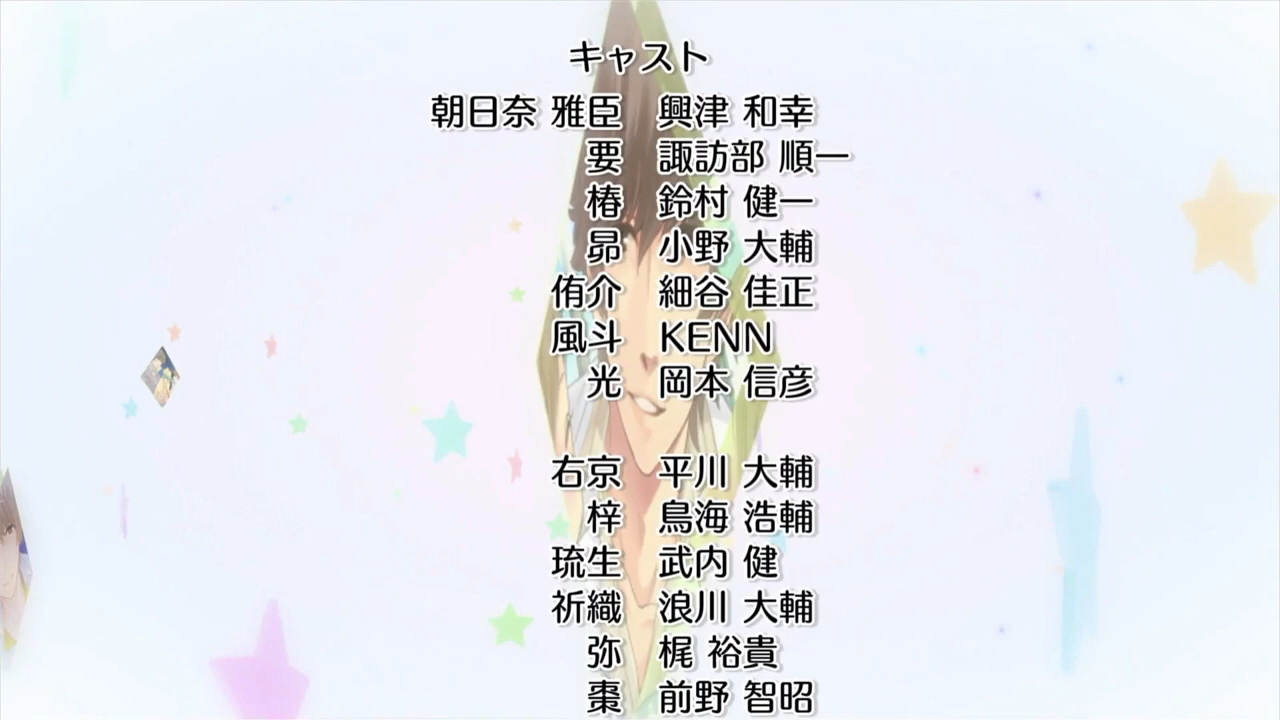 キャスト
朝日奈 雅臣 興津 和幸
要 諏訪部 順一
椿 鈴村 健一
昴 小野 大輔
侑介 細谷 佳正
風斗 KENN
光 岡本 信彦
右京 平川 大輔
梓 鳥海 浩輔
琉生 武内 健
祈織 浪川 大輔
弥 梶 裕貴
棗 前野 智昭